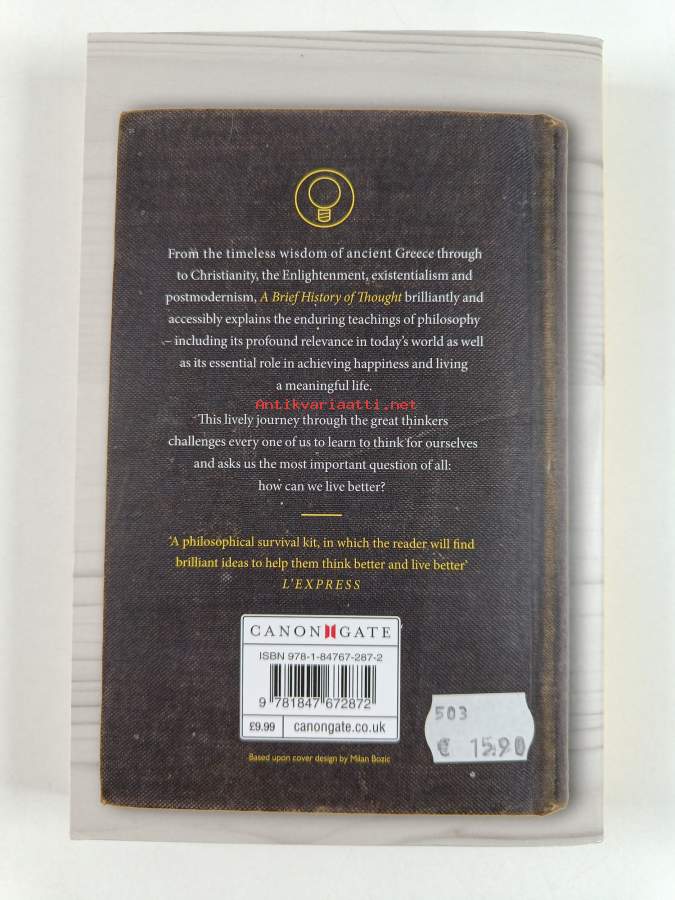 From the timeless wisdom of ancient Greece through
to Christianity, the Enlightenment, existentialism and
postmodernism, A Brief History of Thought brilliantly and
accessibly explains the enduring teachings of philosophy
– including its profound relevance in today's world as well
as its essential role in achieving happiness and living
a meaningful life.
Antikvariaatti.net
This lively journey through the great thinkers
challenges every one of us to learn to think for ourselves
and asks us the most important question of all:
how can we live better?
'A philosophical survival kit, in which the reader will find
brilliant ideas to help them think better and live better'
L'EXPRESS
CANONGATE
ISBN 978-1-84767-287-2
9 781847 672872
£9.99 canongate.co.uk
503
€ 15.90
Based upon cover design by Milan Bozic